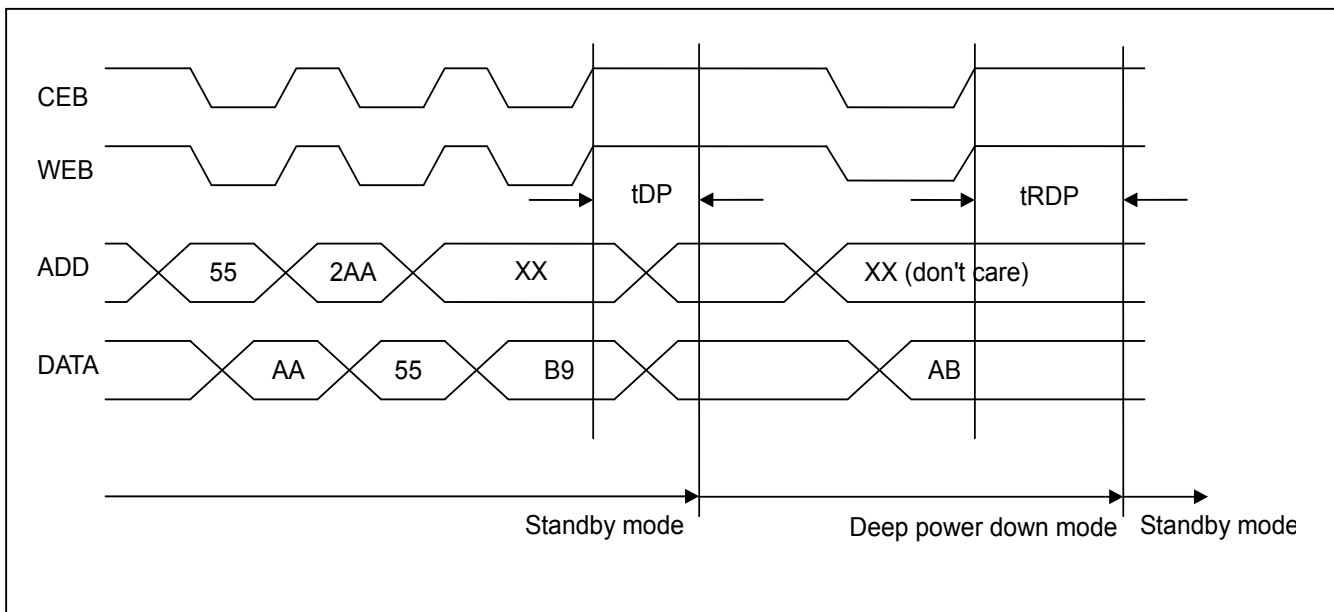 CEB
WEB
tDP
tRDP
ADD
55
2AA
XX
XX (don't care)
DATA
AA
55
B9
AB
Standby mode
Deep power down mode
Standby mode